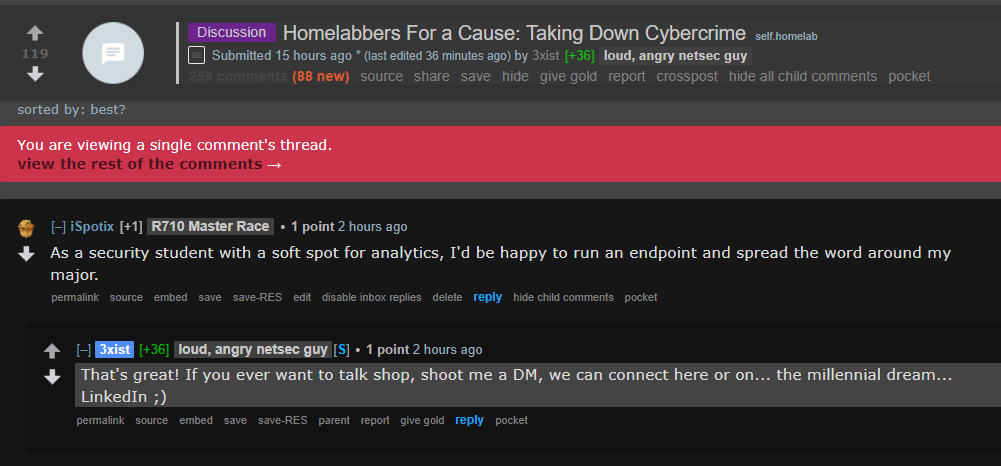 119
Discussion Homelabbers For a Cause: Taking Down Cybercrime self.homelab
Submitted 15 hours ago * (last edited 36 minutes ago) by 3xist [+36] loud, angry netsec guy
259 comments (88 new) source share save hide give gold report crosspost hide all child comments pocket
sorted by: best?
You are viewing a single comment's thread.
view the rest of the comments →
[–] iSpotix [+1] R710 Master Race • 1 point 2 hours ago
As a security student with a soft spot for analytics, I'd be happy to run an endpoint and spread the word around my
major.
permalink source embed save save-RES edit disable inbox replies delete reply hide child comments pocket
[–] 3xist [+36] loud, angry netsec guy [S] • 1 point 2 hours ago
That's great! If you ever want to talk shop, shoot me a DM, we can connect here or on... the millennial dream...
LinkedIn ;)
permalink source embed save save-RES parent report give gold reply pocket